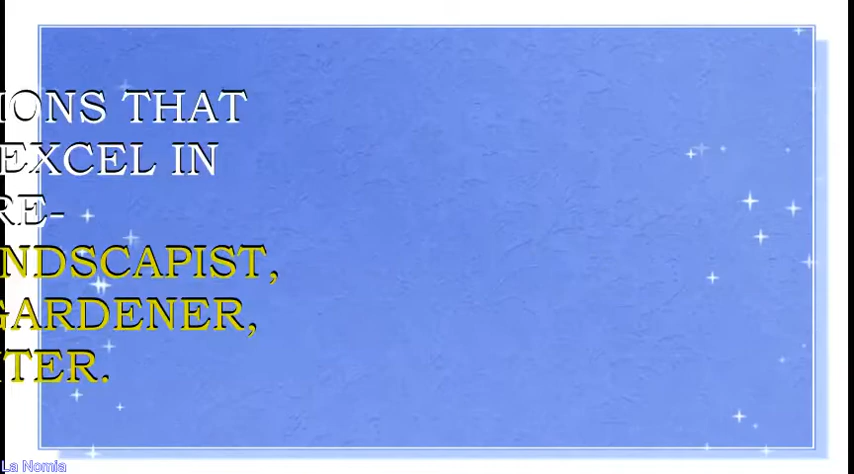 IONS THAT
EXCEL IN
RE-
NDSCAPIST,
GARDENER,
TER.
La Nomia